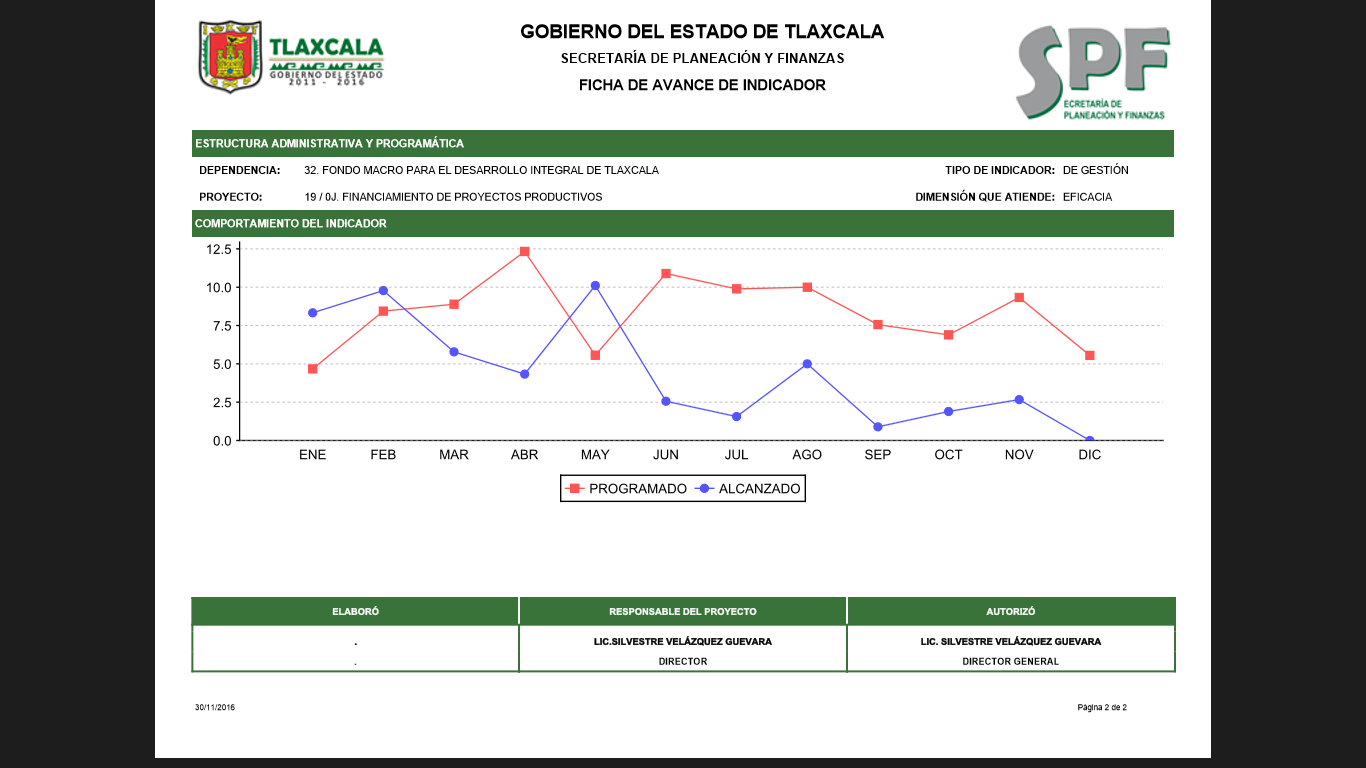 TLAXCALA
GOBIERNO DEL ESTADO
2011 - 2016
GOBIERNO DEL ESTADO DE TLAXCALA
SECRETARÍA DE PLANEACIÓN Y FINANZAS
FICHA DE AVANCE DE INDICADOR
SPF
ECRETARÍA DE
PLANEACIÓN Y FINANZAS
ESTRUCTURA ADMINISTRATIVA Y PROGRAMÁTICA
DEPENDENCIA: 32. FONDO MACRO PARA EL DESARROLLO INTEGRAL DE TLAXCALA TIPO DE INDICADOR: DE GESTIÓN
PROYECTO: 19 / 0J. FINANCIAMIENTO DE PROYECTOS PRODUCTIVOS DIMENSIÓN QUE ATIENDE: EFICACIA
COMPORTAMIENTO DEL INDICADOR
12.5
10.0
7.5
5.0
2.5
0.0
ENE FEB MAR ABR MAY JUN JUL AGO SEP OCT NOV DIC
PROGRAMADO ALCANZADO
ELABORÓ RESPONSABLE DEL PROYECTO AUTORIZÓ
. LIC.SILVESTRE VELÁZQUEZ GUEVARA LIC. SILVESTRE VELÁZQUEZ GUEVARA
. DIRECTOR DIRECTOR GENERAL
30/11/2016 Página 2 de 2